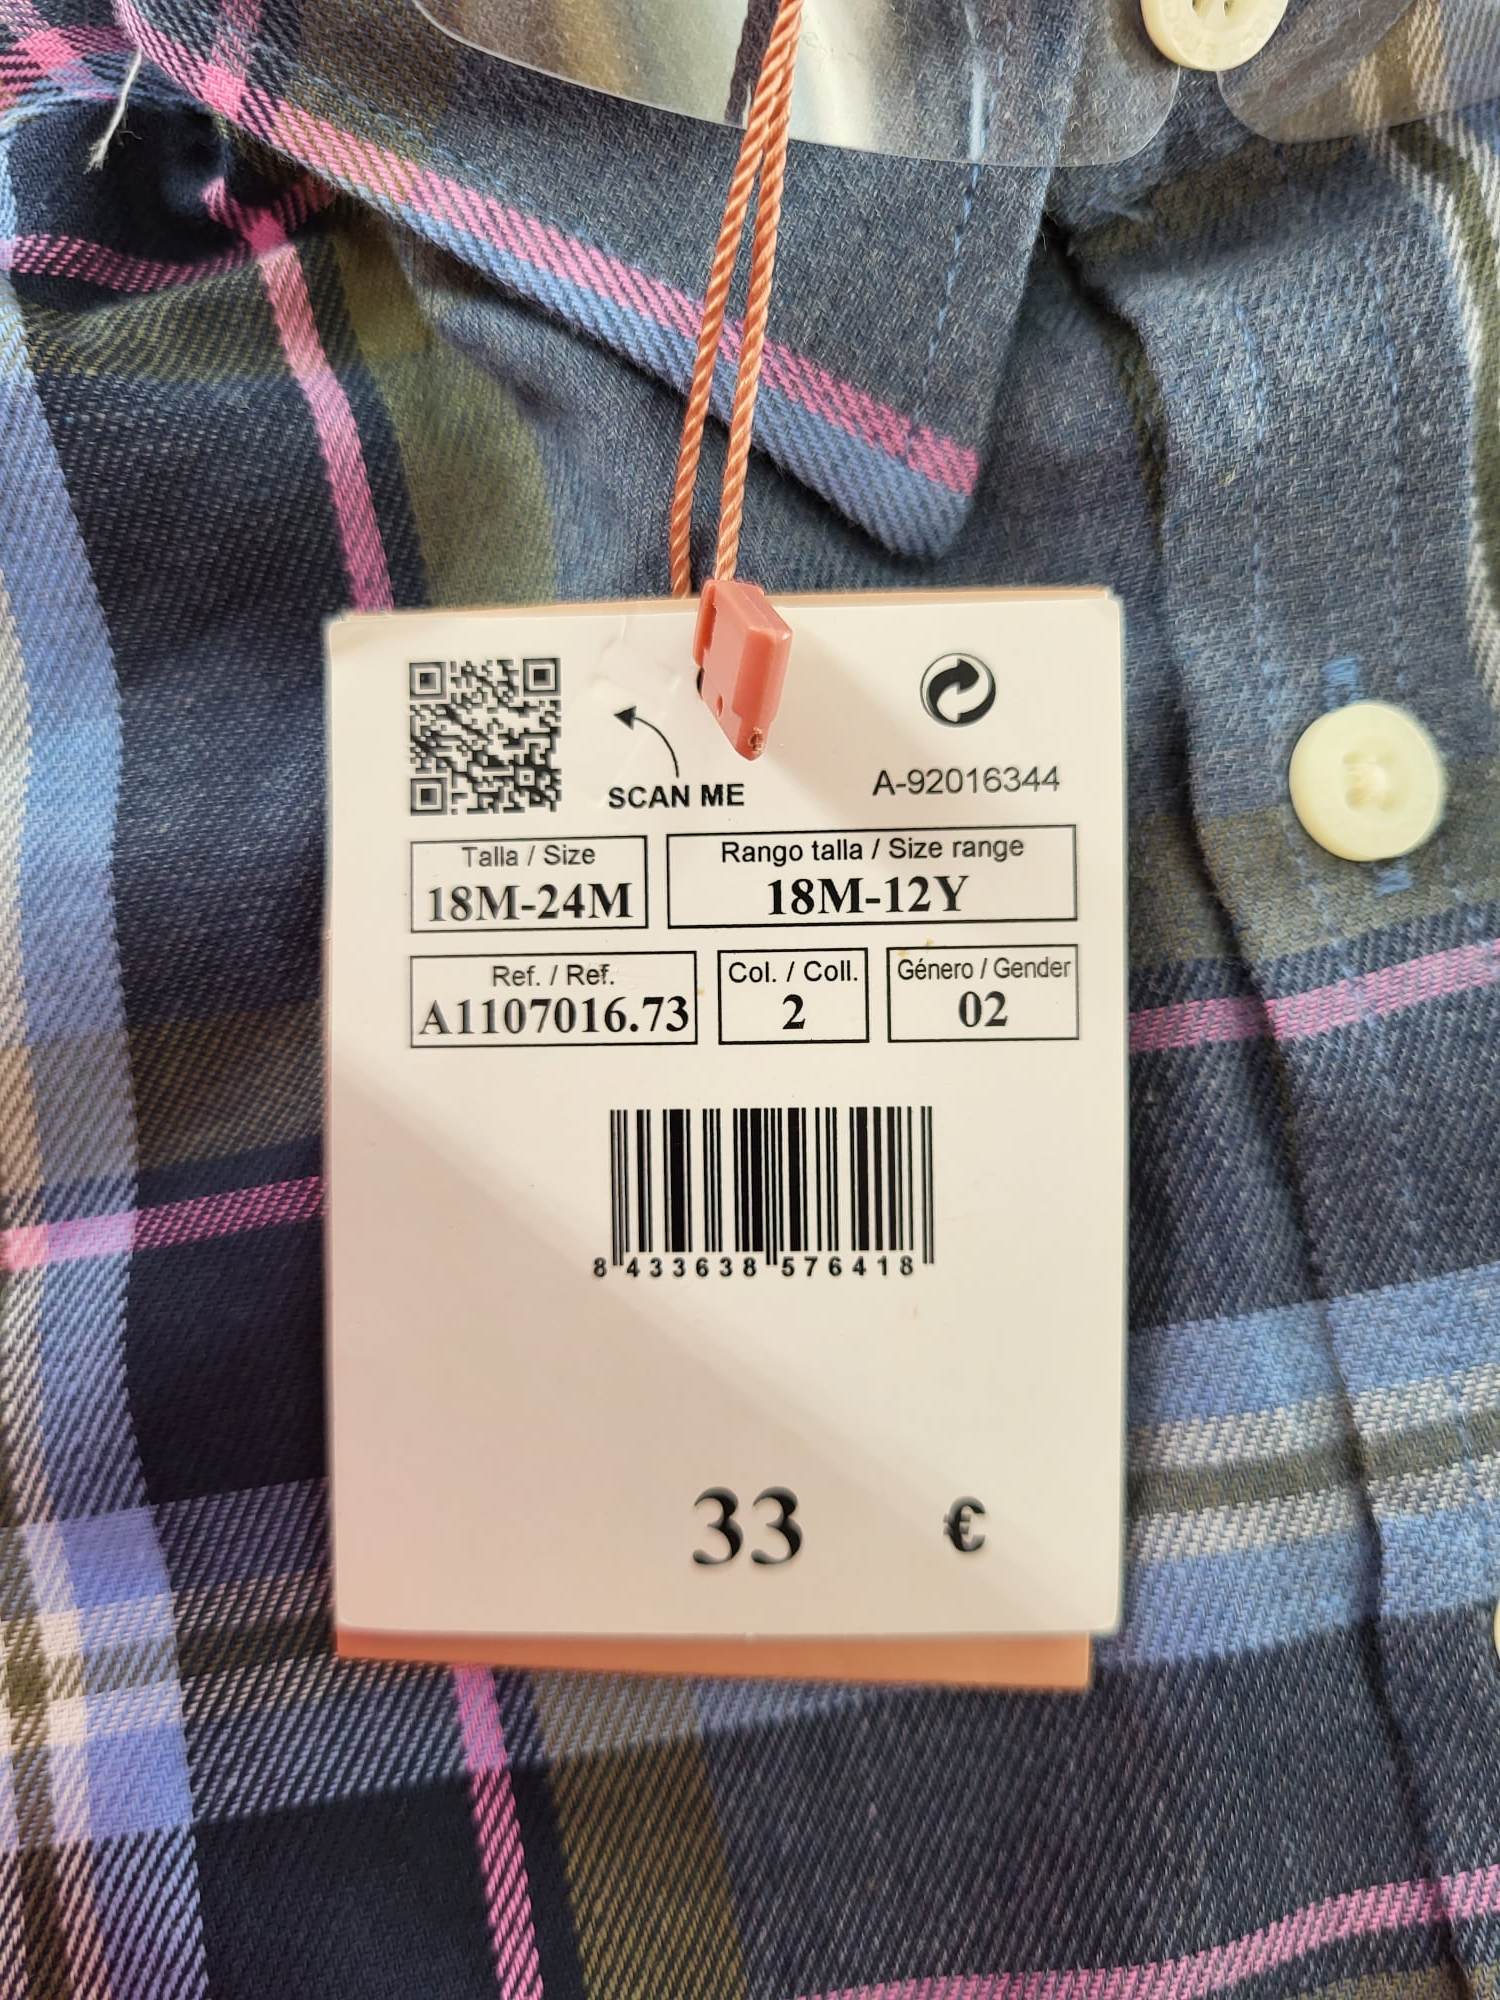 SCAN ME
A-92016344
Talla / Size
18M-24M
Rango talla / Size range
18M-12Y
Ref. / Ref.
A1107016.73
Col. / Coll.
2
Género / Gender
02
8 433638 576418
33 €